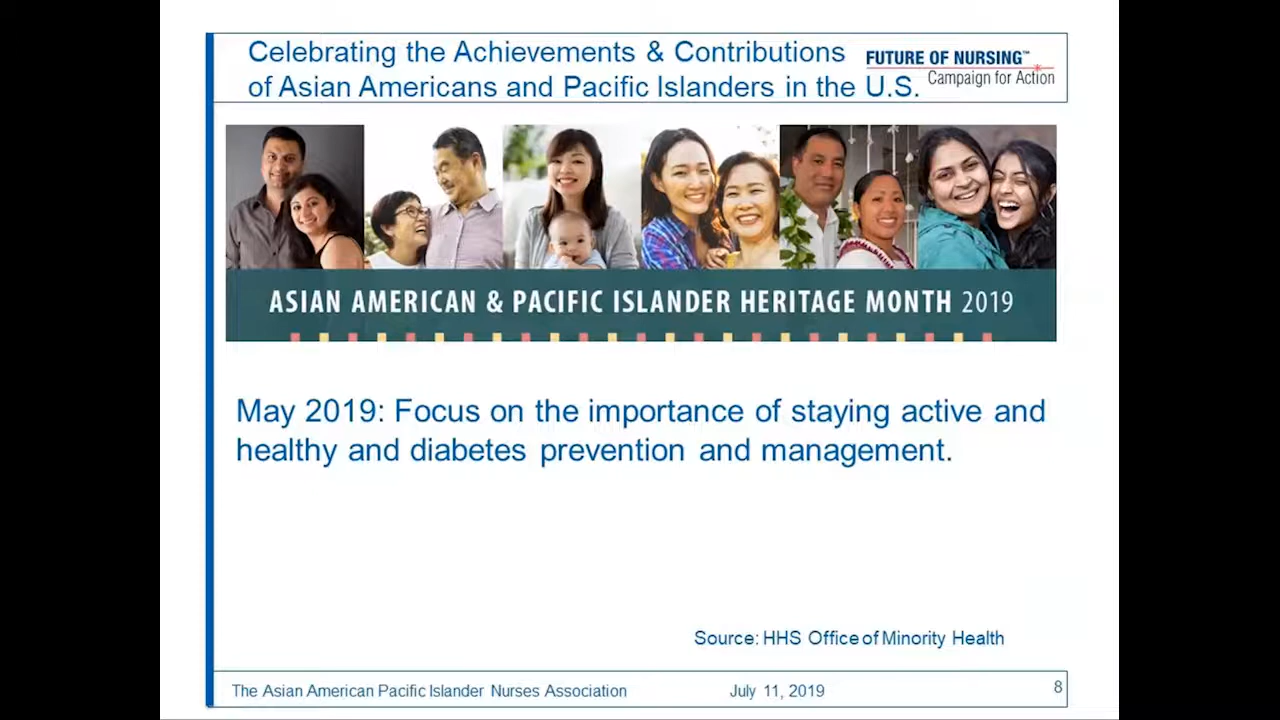 Celebrating the Achievements & Contributions
of Asian Americans and Pacific Islanders in the U.S.
FUTURE OF NURSING™
Campaign for Action
ASIAN AMERICAN & PACIFIC ISLANDER HERITAGE MONTH 2019
May 2019: Focus on the importance of staying active and
healthy and diabetes prevention and management.
Source: HHS Office of Minority Health
The Asian American Pacific Islander Nurses Association
July 11, 2019
8